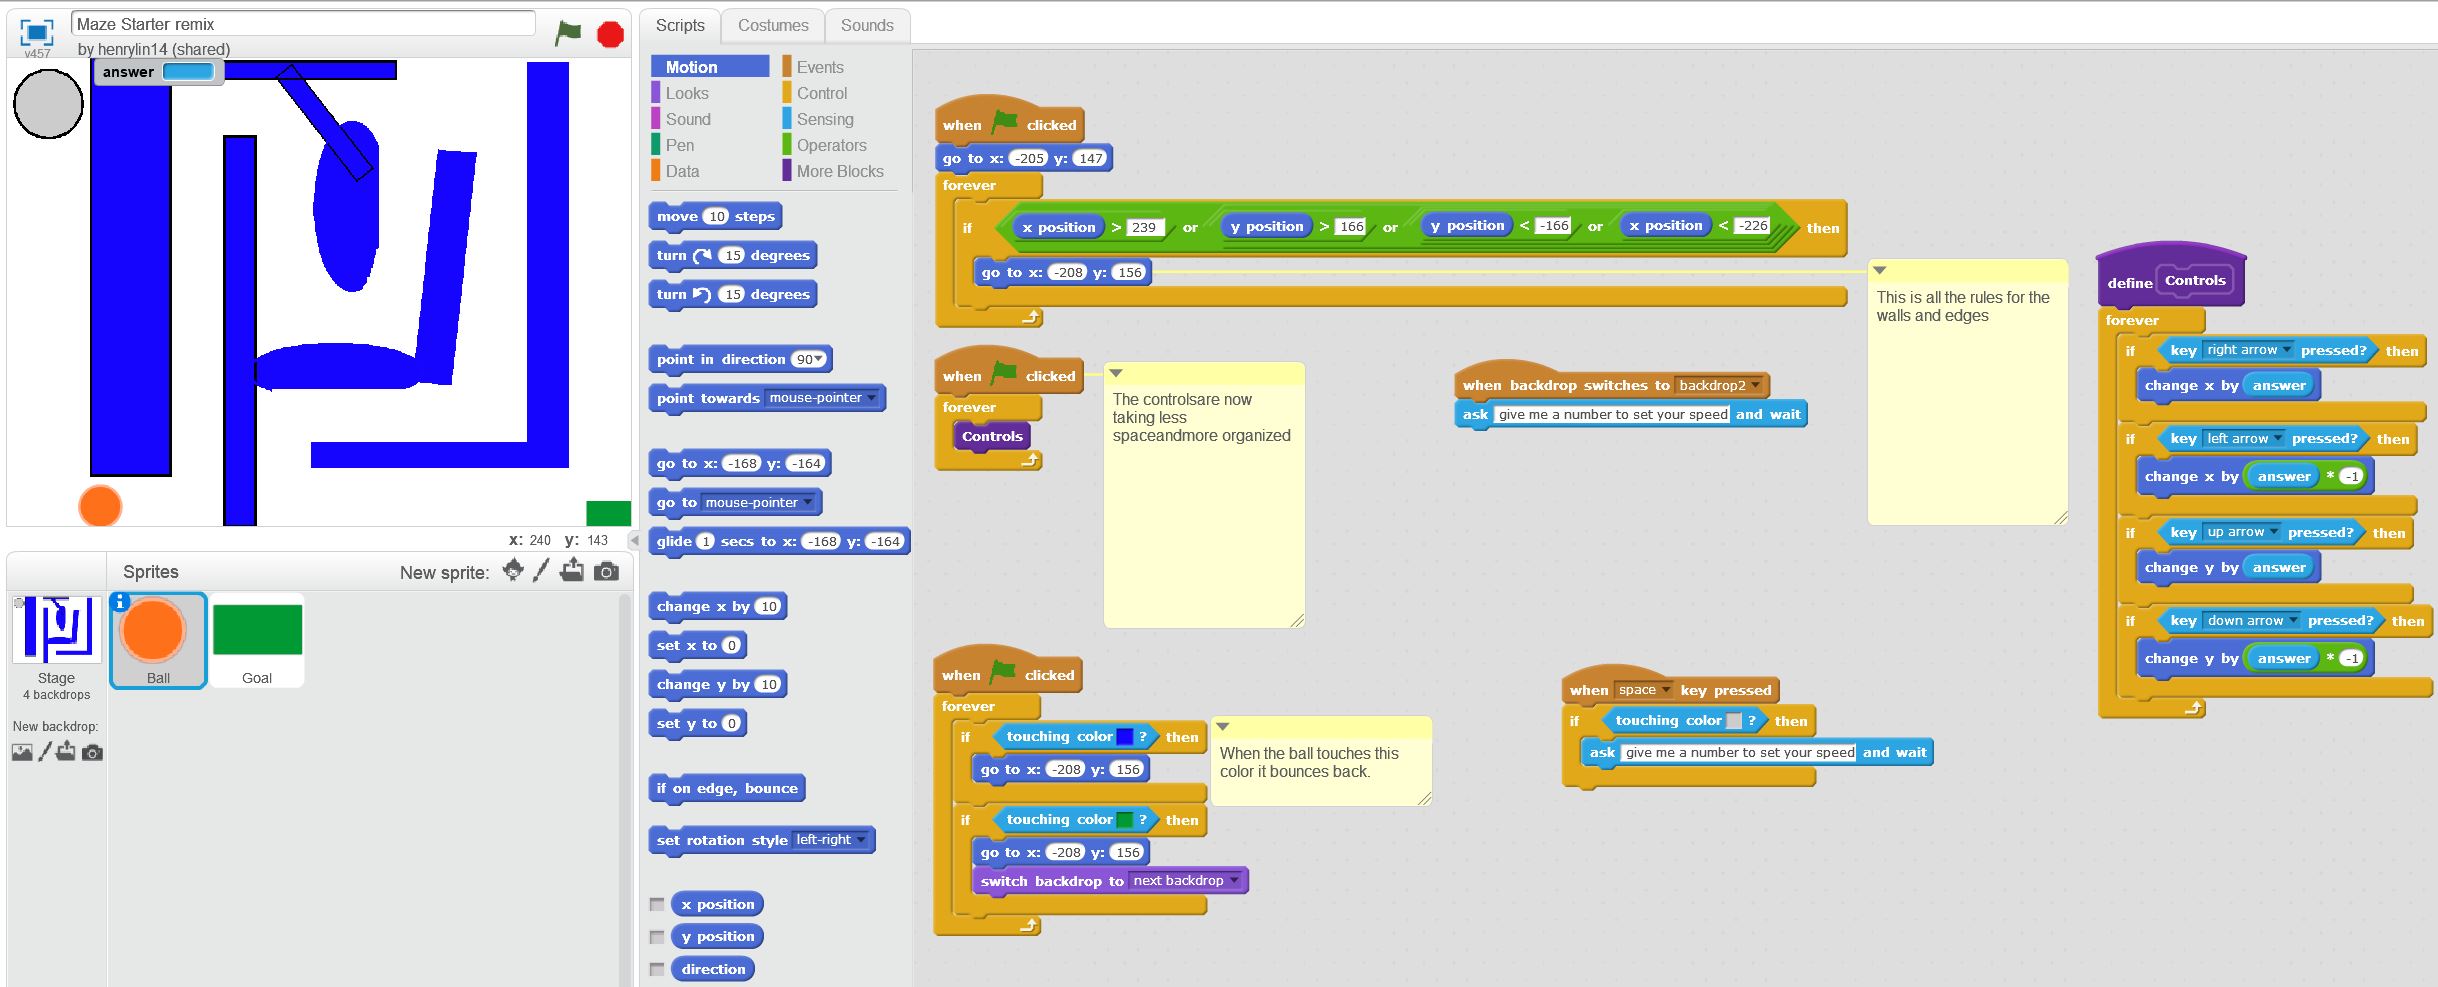 Maze Starter remix
by henrylin14 (shared)
v457
answer
x: 240 y: 143
Sprites
New sprite:
Stage
4 backdrops
New backdrop:
Ball
Goal
Scripts
Costumes
Sounds
Motion
Looks
Sound
Pen
Data
Events
Control
Sensing
Operators
More Blocks
move 10 steps
turn 15 degrees
turn 15 degrees
point in direction 90
point towards mouse-pointer
go to x: -168 y: -164
go to mouse-pointer
glide 1 secs to x: -168 y: -164
change x by 10
set x to 0
change y by 10
set y to 0
if on edge, bounce
set rotation style left-right
x position
y position
direction
when clicked
go to x: -205 y: 147
forever
if x position > 239 or y position > 166 or y position < -166 or x position < -226 then
go to x: -208 y: 156
This is all the rules for the
walls and edges
when clicked
forever
Controls
The controlsare now
taking less
spaceandmore organized
when backdrop switches to backdrop2
ask give me a number to set your speed and wait
when clicked
forever
if touching color ? then
go to x: -208 y: 156
if touching color ? then
go to x: -208 y: 156
switch backdrop to next backdrop
When the ball touches this
color it bounces back.
when space key pressed
if touching color ? then
ask give me a number to set your speed and wait
define Controls
forever
if key right arrow pressed? then
change x by answer
if key left arrow pressed? then
change x by answer * -1
if key up arrow pressed? then
change y by answer
if key down arrow pressed? then
change y by answer * -1